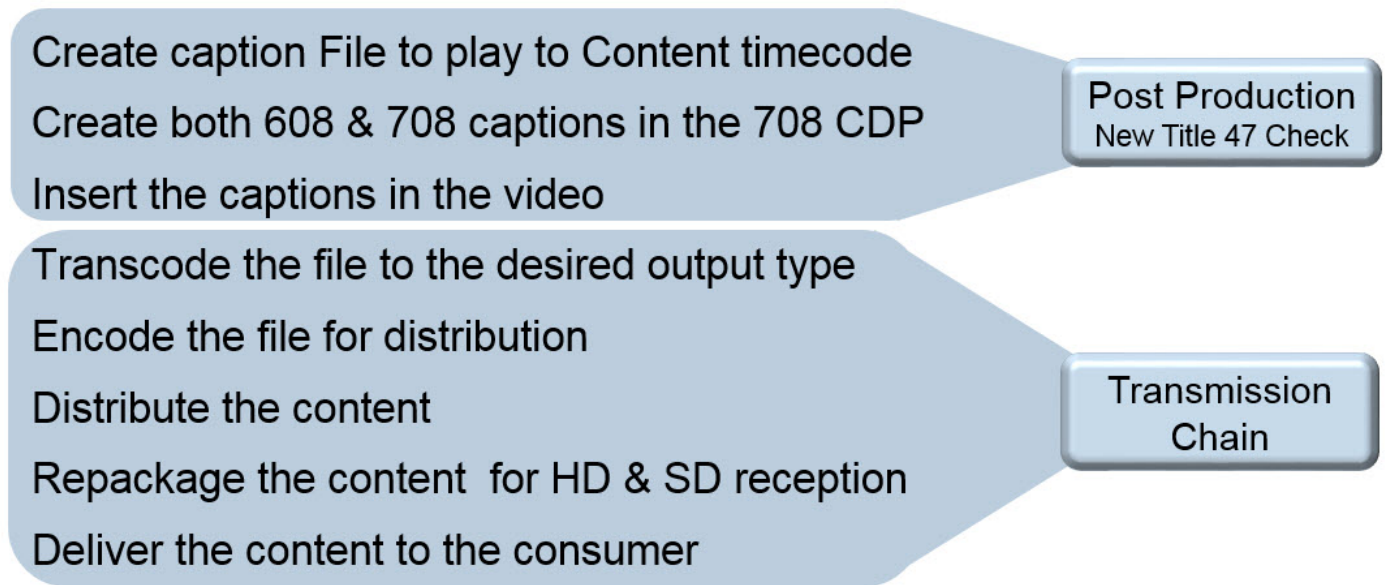 Create caption File to play to Content timecode
Create both 608 & 708 captions in the 708 CDP
Insert the captions in the video
Post Production
New Title 47 Check
Transcode the file to the desired output type
Encode the file for distribution
Distribute the content
Repackage the content  for HD & SD reception
Deliver the content to the consumer
Transmission
Chain